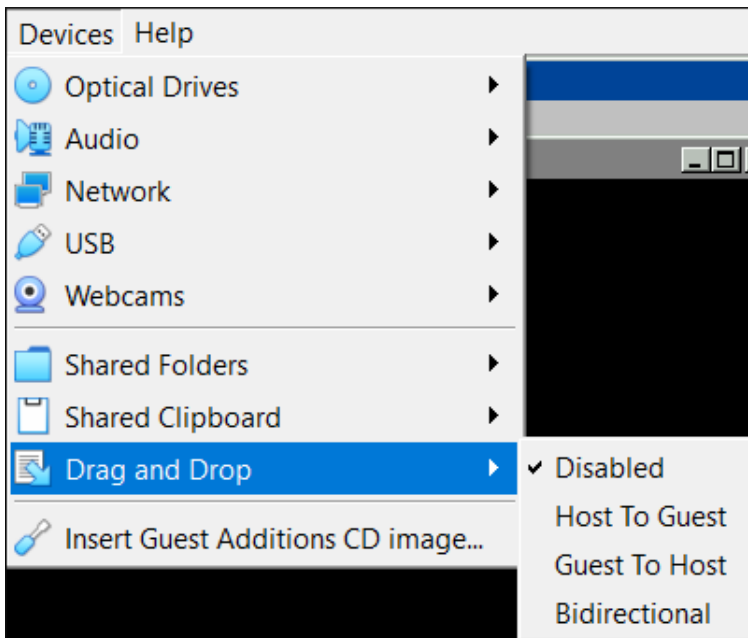 Devices Help
Optical Drives
Audio
Network
USB
Webcams
Shared Folders
Shared Clipboard
Drag and Drop
Insert Guest Additions CD image...
Disabled
Host To Guest
Guest To Host
Bidirectional